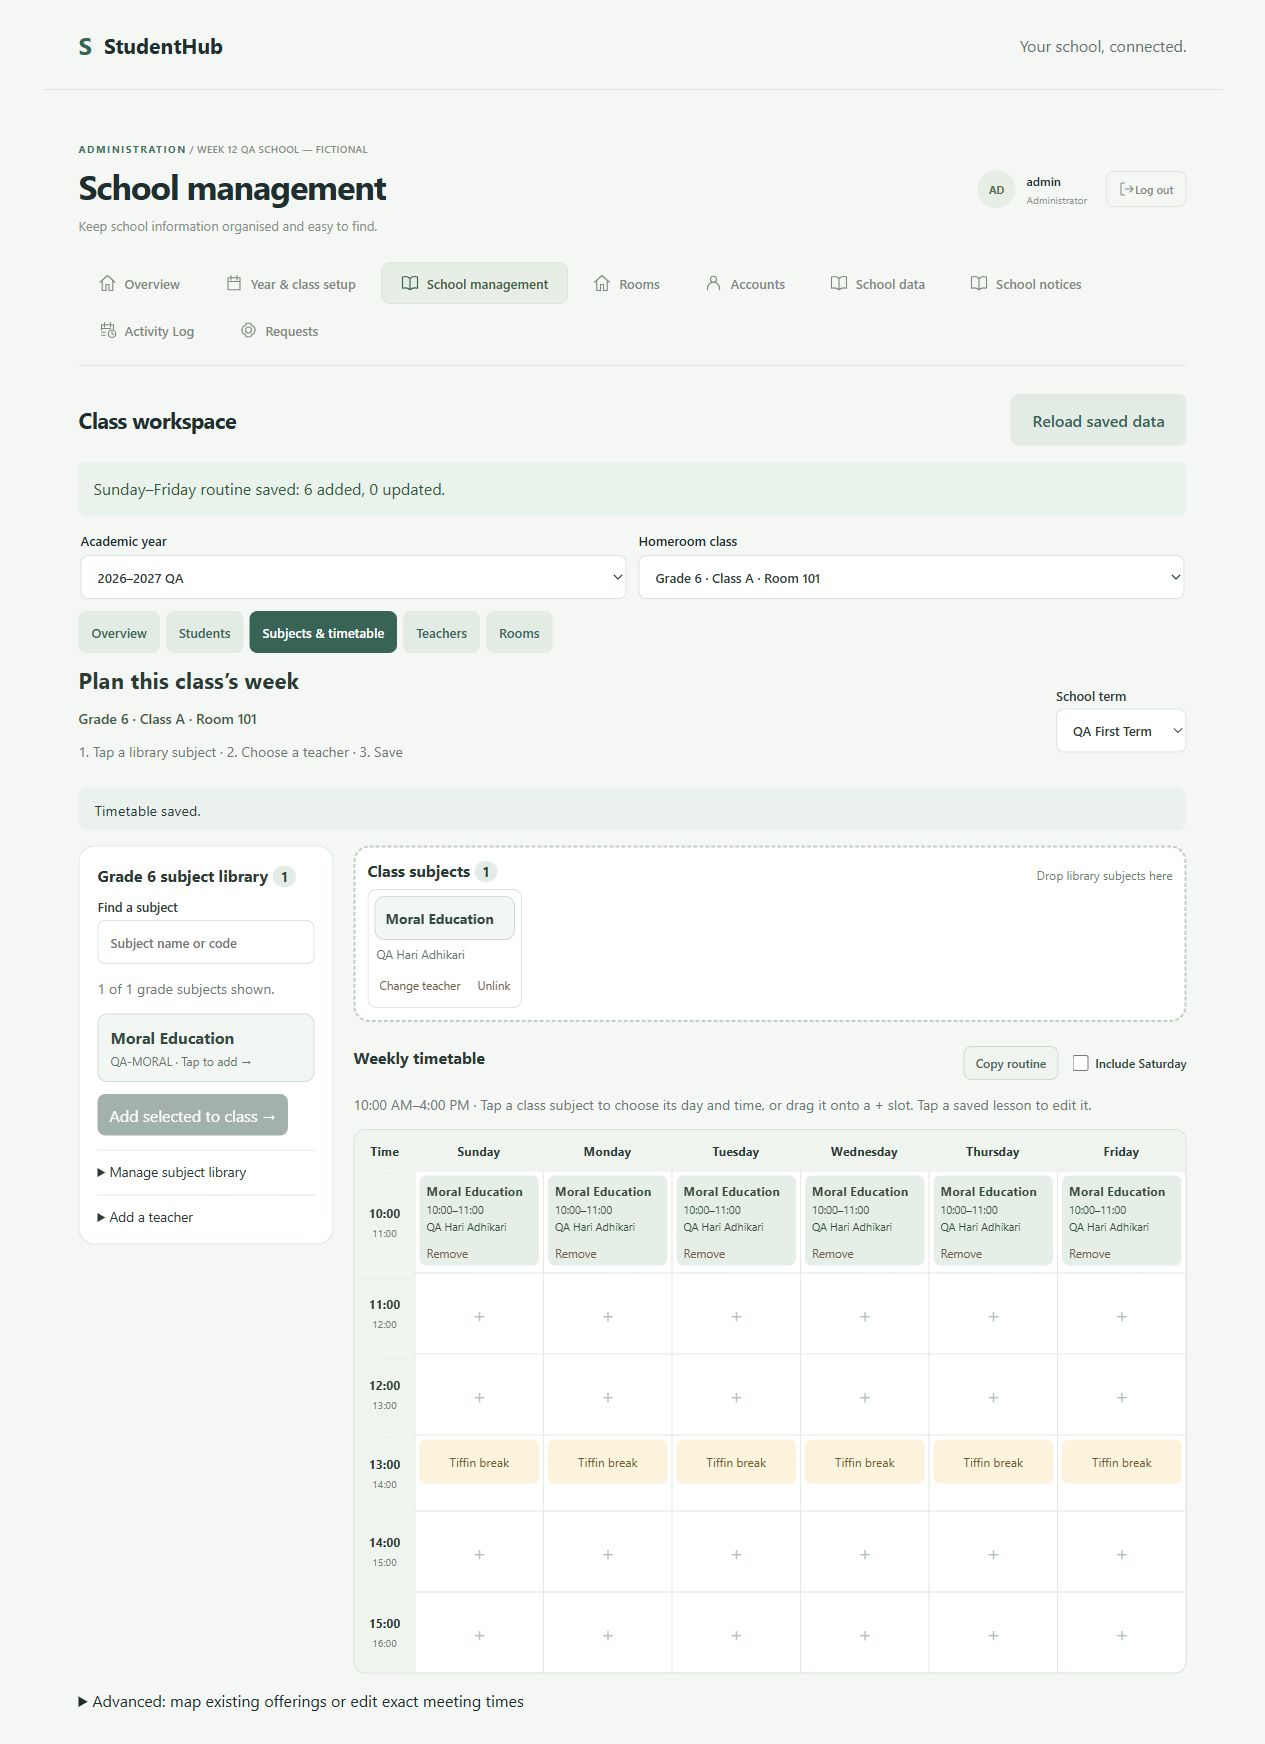 S StudentHub
Your school, connected.
ADMINISTRATION / WEEK 12 QA SCHOOL — FICTIONAL
School management
Keep school information organised and easy to find.
AD
admin
Administrator
Log out
Overview
Year & class setup
School management
Rooms
Accounts
School data
School notices
Activity Log
Requests
Class workspace
Reload saved data
Sunday–Friday routine saved: 6 added, 0 updated.
Academic year
2026–2027 QA
Homeroom class
Grade 6 · Class A · Room 101
Overview
Students
Subjects & timetable
Teachers
Rooms
Plan this class’s week
Grade 6 · Class A · Room 101
1. Tap a library subject · 2. Choose a teacher · 3. Save
School term
QA First Term
Timetable saved.
Grade 6 subject library 1
Find a subject
Subject name or code
1 of 1 grade subjects shown.
Moral Education
QA-MORAL · Tap to add →
Add selected to class →
▶ Manage subject library
▶ Add a teacher
Class subjects 1
Drop library subjects here
Moral Education
QA Hari Adhikari
Change teacher Unlink
Weekly timetable
Copy routine
Include Saturday
10:00 AM–4:00 PM · Tap a class subject to choose its day and time, or drag it onto a + slot. Tap a saved lesson to edit it.
Time Sunday Monday Tuesday Wednesday Thursday Friday
10:00
11:00
Moral Education
10:00–11:00
QA Hari Adhikari
Remove
Moral Education
10:00–11:00
QA Hari Adhikari
Remove
Moral Education
10:00–11:00
QA Hari Adhikari
Remove
Moral Education
10:00–11:00
QA Hari Adhikari
Remove
Moral Education
10:00–11:00
QA Hari Adhikari
Remove
Moral Education
10:00–11:00
QA Hari Adhikari
Remove
11:00
12:00
+ + + + + +
12:00
13:00
+ + + + + +
13:00
14:00
Tiffin break Tiffin break Tiffin break Tiffin break Tiffin break Tiffin break
14:00
15:00
+ + + + + +
15:00
16:00
+ + + + + +
▶ Advanced: map existing offerings or edit exact meeting times